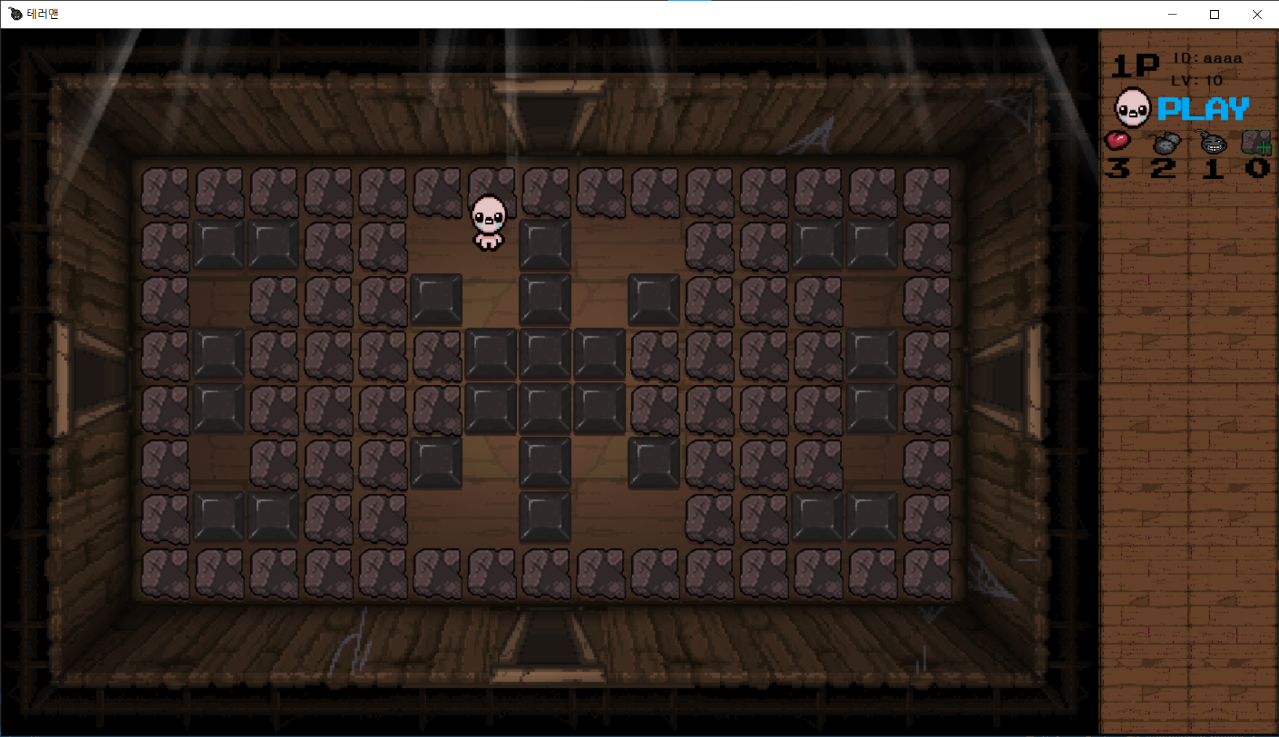 테러맨
1P
ID:aaaa
LV:10
PLAY
3 2 1 0